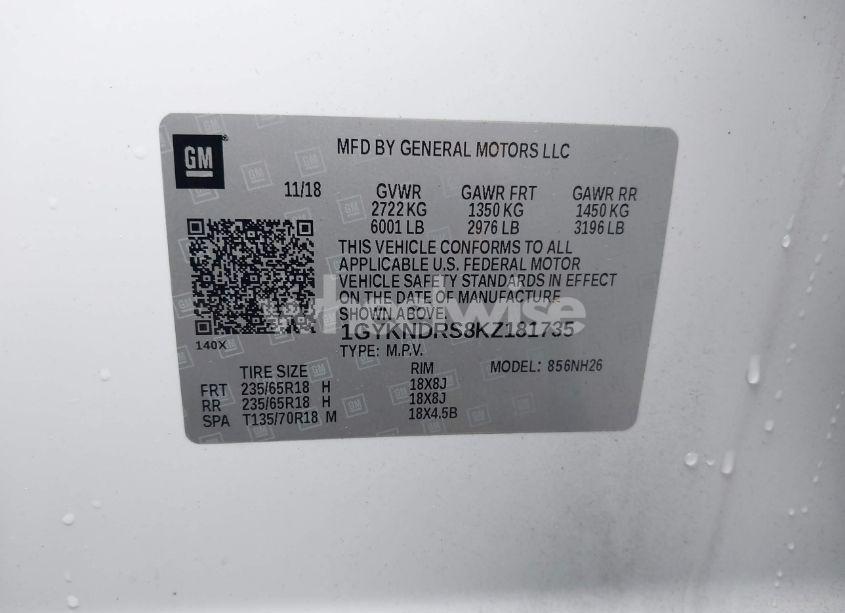 GM
MFD BY GENERAL MOTORS LLC
11/18 GVWR GAWR FRT GAWR RR
2722 KG 1350 KG 1450 KG
6001 LB 2976 LB 3196 LB
THIS VEHICLE CONFORMS TO ALL
APPLICABLE U.S. FEDERAL MOTOR
VEHICLE SAFETY STANDARDS IN EFFECT
ON THE DATE OF MANUFACTURE
SHOWN ABOVE.
1GYKNDRS8KZ181735
140X
TYPE: M.P.V. MODEL: 856NH26
TIRE SIZE RIM
FRT 235/65R18 H 18X8J
RR 235/65R18 H 18X8J
SPA T135/70R18 M 18X4.5B